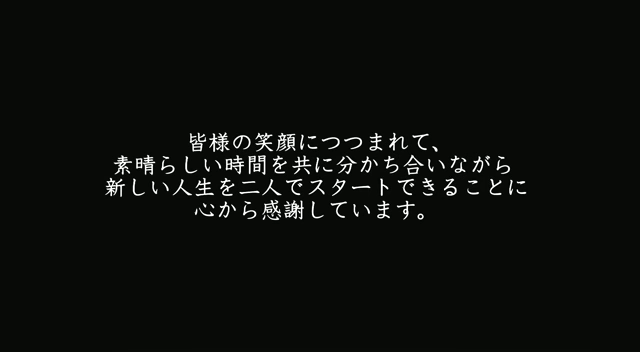 皆様の笑顔につつまれて、
素晴らしい時間を共に分かち合いながら
新しい人生を二人でスタートできることに
心から感謝しています。